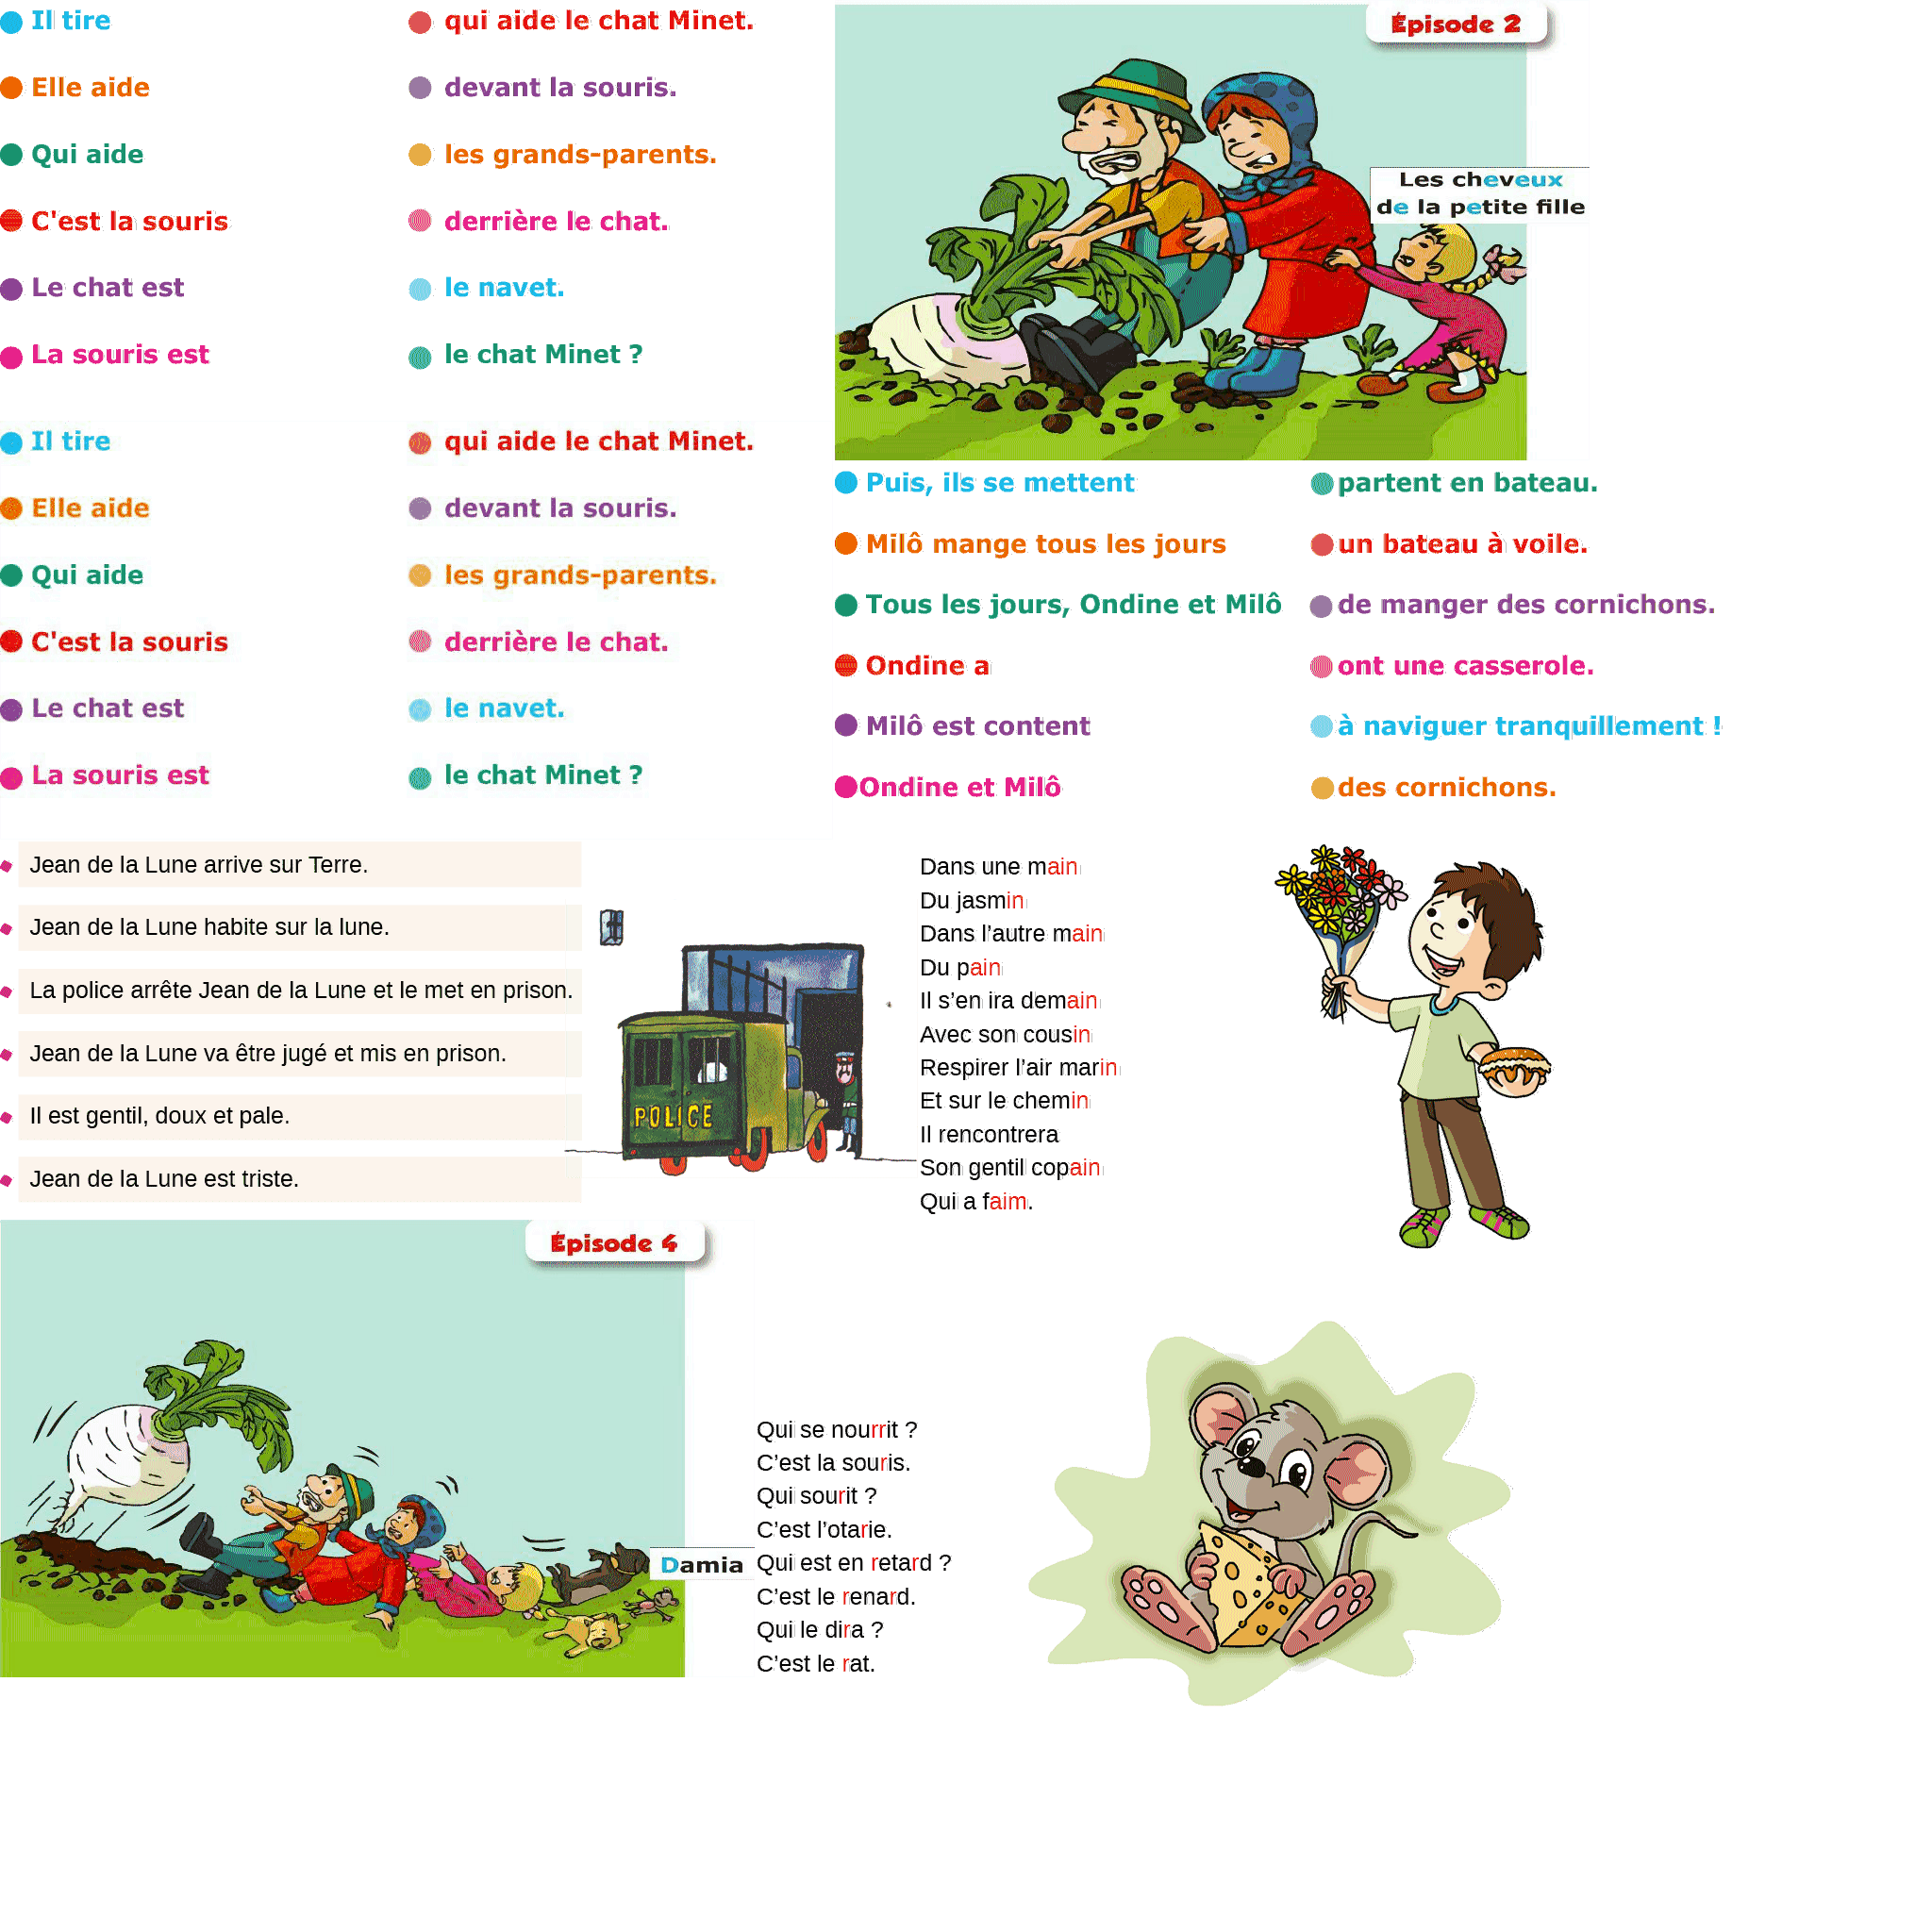 Il tire
qui aide le chat Minet.
Elle aide
devant la souris.
Qui aide
les grands-parents.
C'est la souris
derrière le chat.
Le chat est
le navet.
La souris est
le chat Minet ?
Épisode 2
Les cheveux
de la petite fille
Il tire
qui aide le chat Minet.
Elle aide
devant la souris.
Qui aide
les grands-parents.
C'est la souris
derrière le chat.
Le chat est
le navet.
La souris est
le chat Minet ?
Puis, ils se mettent
partent en bateau.
Milô mange tous les jours
un bateau à voile.
Tous les jours, Ondine et Milô
de manger des cornichons.
Ondine a
ont une casserole.
Milô est content
à naviguer tranquillement !
Ondine et Milô
des cornichons.
Jean de la Lune arrive sur Terre.
Jean de la Lune habite sur la lune.
La police arrête Jean de la Lune et le met en prison.
Jean de la Lune va être jugé et mis en prison.
Il est gentil, doux et pale.
Jean de la Lune est triste.
POLICE
Dans une main
Du jasmin
Dans l’autre main
Du pain
Il s’en ira demain
Avec son cousin
Respirer l’air marin
Et sur le chemin
Il rencontrera
Son gentil copain
Qui a faim.
Épisode 4
Damia
Qui se nourrit ?
C’est la souris.
Qui sourit ?
C’est l’otarie.
Qui est en retard ?
C’est le renard.
Qui le dira ?
C’est le rat.